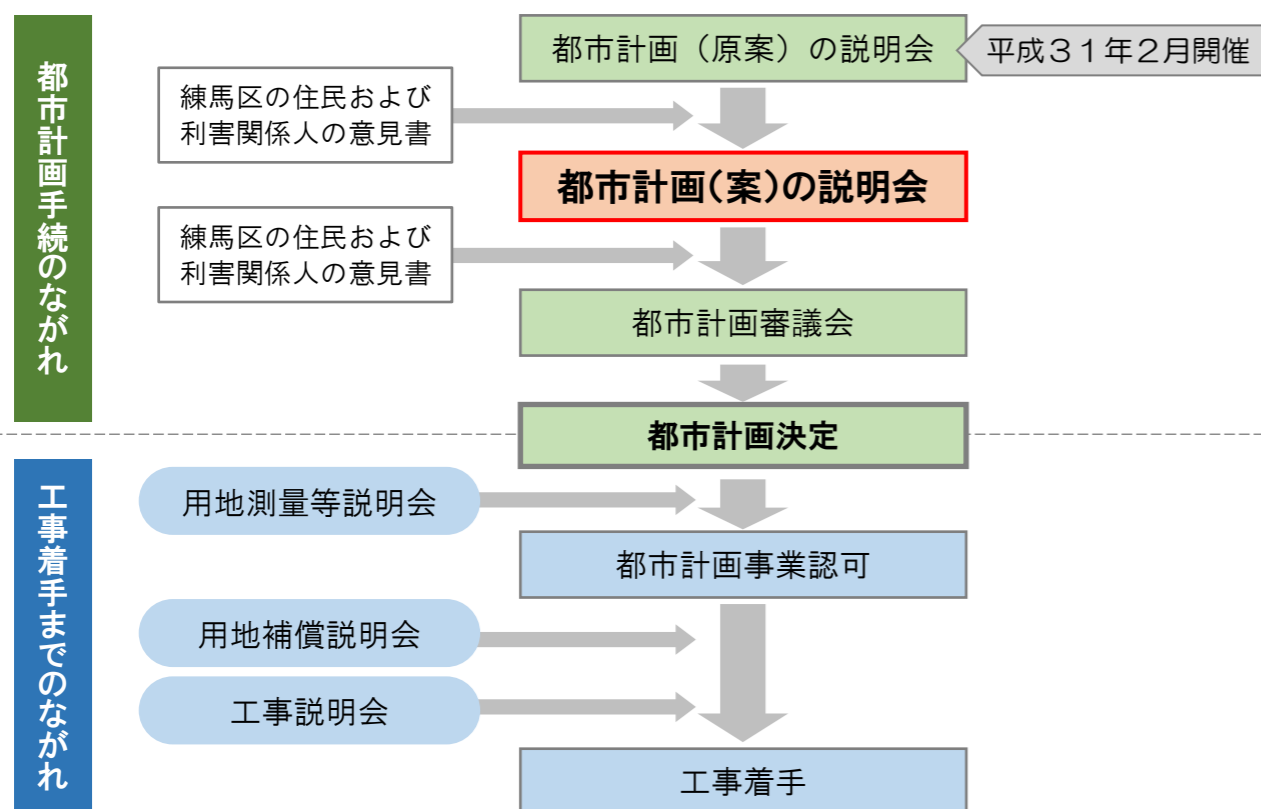 都市計画手続のながれ
都市計画（原案）の説明会
平成３１年２月開催
練馬区の住民および
利害関係人の意見書
都市計画（案）の説明会
練馬区の住民および
利害関係人の意見書
都市計画審議会
都市計画決定
工事着手までのながれ
用地測量等説明会
都市計画事業認可
用地補償説明会
工事説明会
工事着手